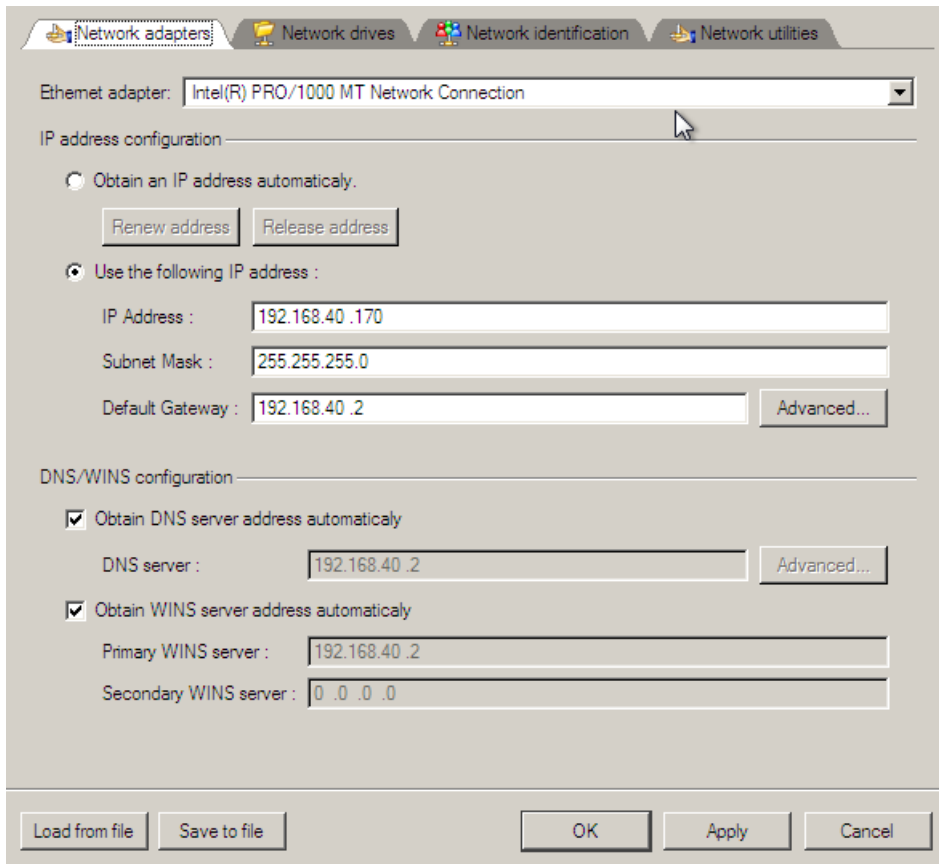 Network adapters Network drives Network identification Network utilities
Ethernet adapter: Intel(R) PRO/1000 MT Network Connection
IP address configuration
Obtain an IP address automaticaly.
Renew address Release address
Use the following IP address :
IP Address : 192.168.40 .170
Subnet Mask : 255.255.255.0
Default Gateway : 192.168.40 .2 Advanced...
DNS/WINS configuration
Obtain DNS server address automaticaly
DNS server : 192.168.40 .2 Advanced...
Obtain WINS server address automaticaly
Primary WINS server : 192.168.40 .2
Secondary WINS server : 0 .0 .0 .0
Load from file Save to file OK Apply Cancel